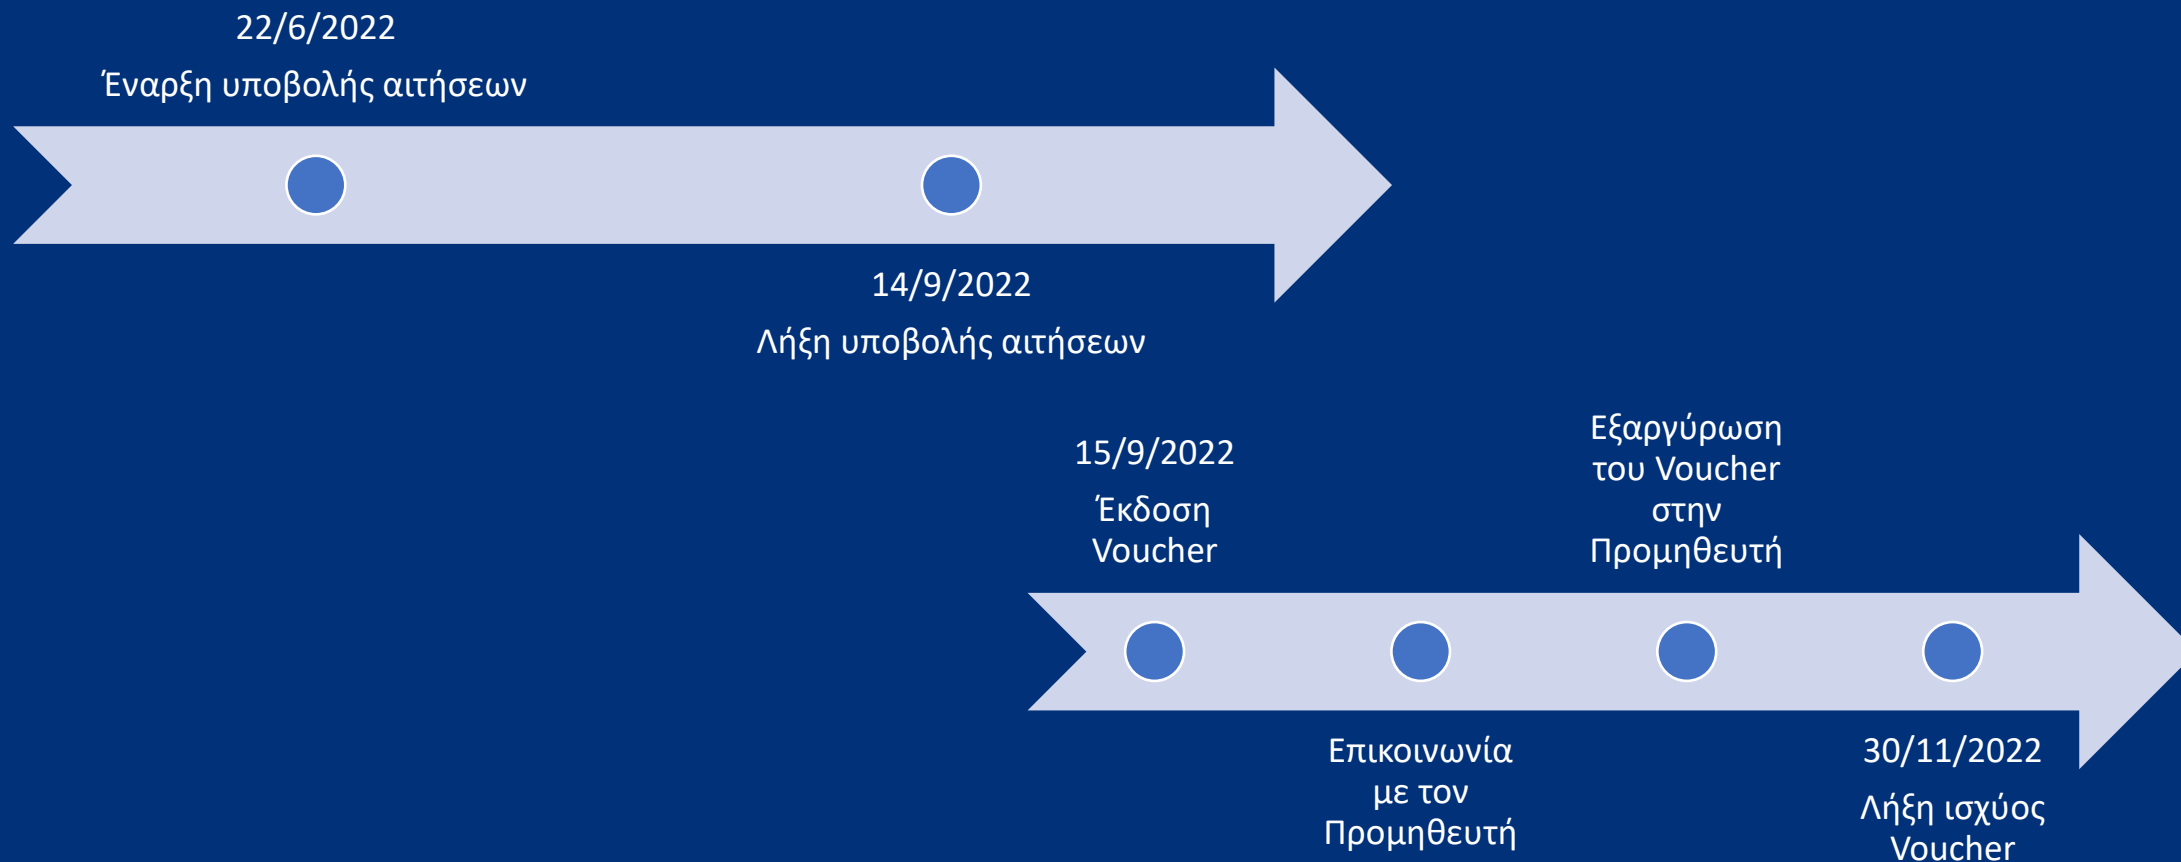 22/6/2022
Έναρξη υποβολής αιτήσεων
14/9/2022
Λήξη υποβολής αιτήσεων
15/9/2022
Έκδοση
Voucher
Επικοινωνία
με τον
Προμηθευτή
Εξαργύρωση
του Voucher
στην
Προμηθευτή
30/11/2022
Λήξη ισχύος
Voucher